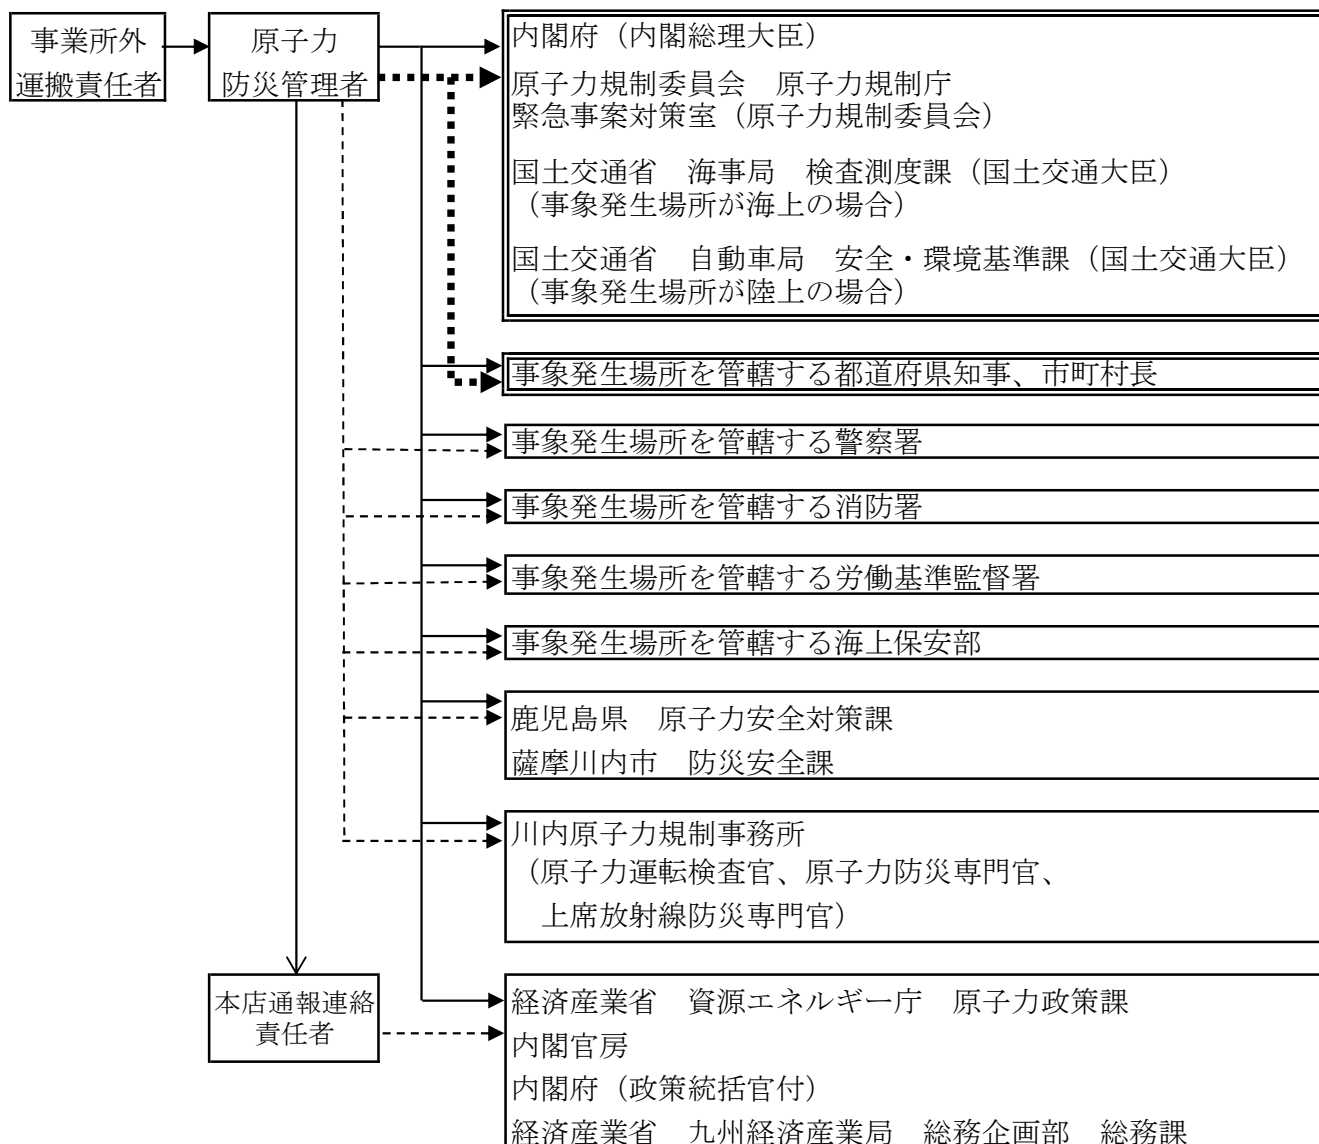 事業所外
運搬責任者
原子力
防災管理者
内閣府（内閣総理大臣）
原子力規制委員会　原子力規制庁
緊急事案対策室（原子力規制委員会）
国土交通省　海事局　検査測度課（国土交通大臣）
（事象発生場所が海上の場合）
国土交通省　自動車局　安全・環境基準課（国土交通大臣）
（事象発生場所が陸上の場合）
事象発生場所を管轄する都道府県知事、市町村長
事象発生場所を管轄する警察署
事象発生場所を管轄する消防署
事象発生場所を管轄する労働基準監督署
事象発生場所を管轄する海上保安部
鹿児島県　原子力安全対策課
薩摩川内市　防災安全課
川内原子力規制事務所
（原子力運転検査官、原子力防災専門官、
上席放射線防災専門官）
本店通報連絡
責任者
経済産業省　資源エネルギー庁　原子力政策課
内閣官房
内閣府（政策統括官付）
経済産業省　九州経済産業局　総務企画部　総務課